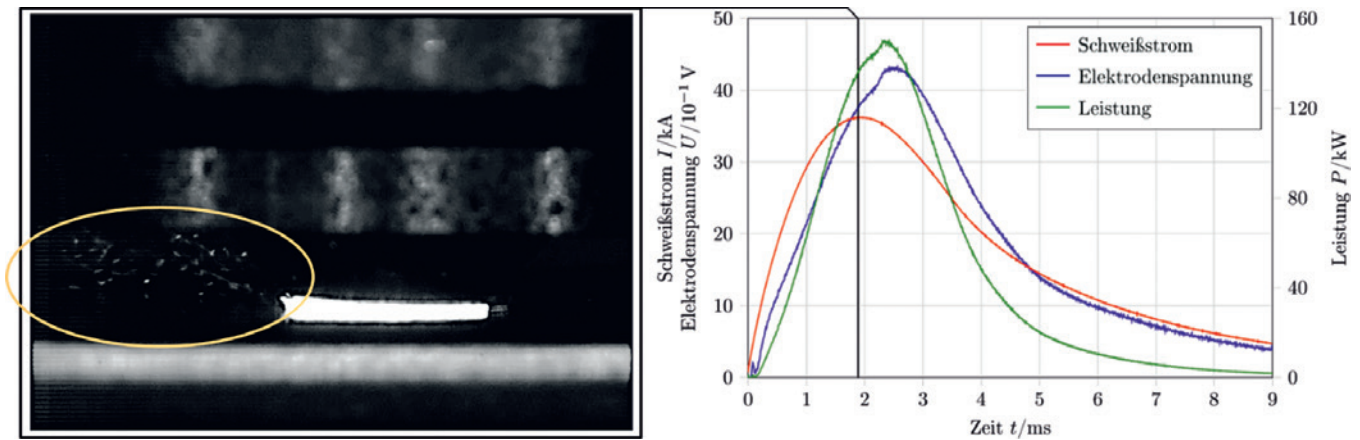 50
40
30
20
10
0
Schweißstrom I/kA
Elektrodenspannung U/10⁻¹ V
Schweißstrom
Elektrodenspannung
Leistung
160
120
80
40
0
Leistung P/kW
0 1 2 3 4 5 6 7 8 9
Zeit t/ms